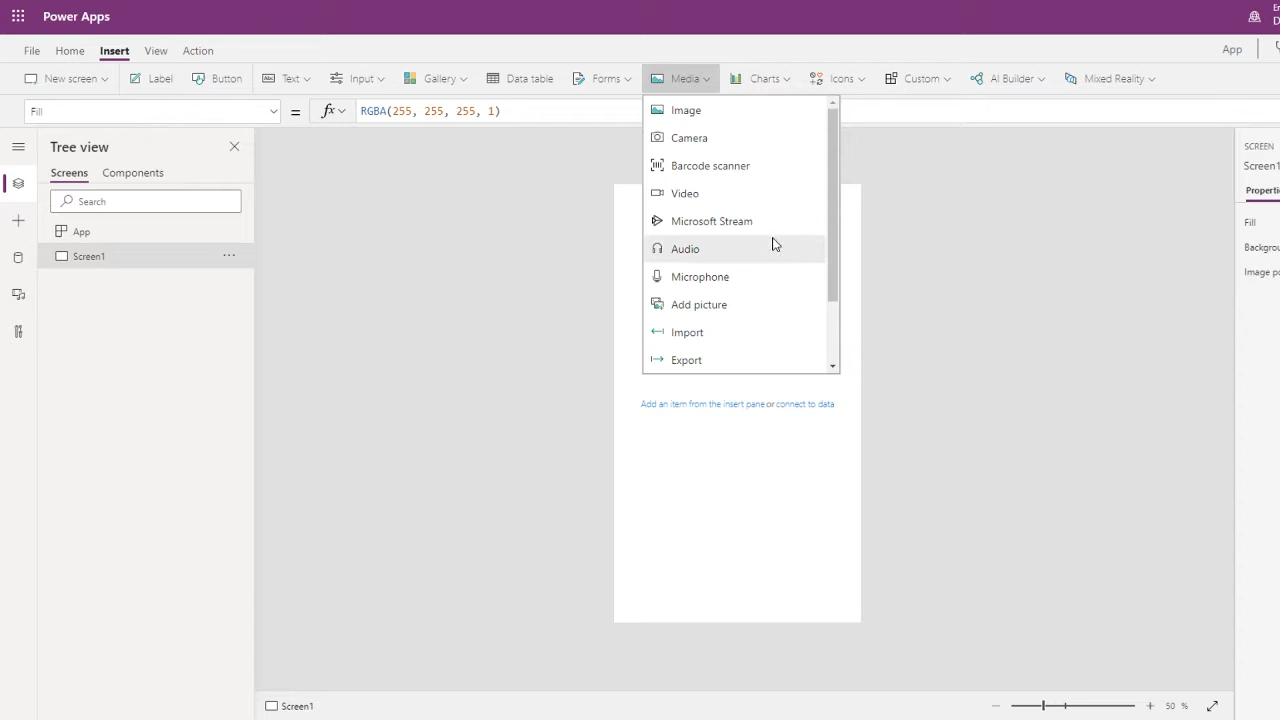 Power Apps
File Home Insert View Action App
New screen Label Button Text Input Gallery Data table Forms Media Charts Icons Custom AI Builder Mixed Reality
Fill = fx RGBA(255, 255, 255, 1)
Tree view
Screens Components
Search
App
Screen1 ...
Image
Camera
Barcode scanner
Video
Microsoft Stream
Audio
Microphone
Add picture
Import
Export
Add an item from the insert pane or connect to data
SCREEN
Screen1
Fill
Screen1
50 %